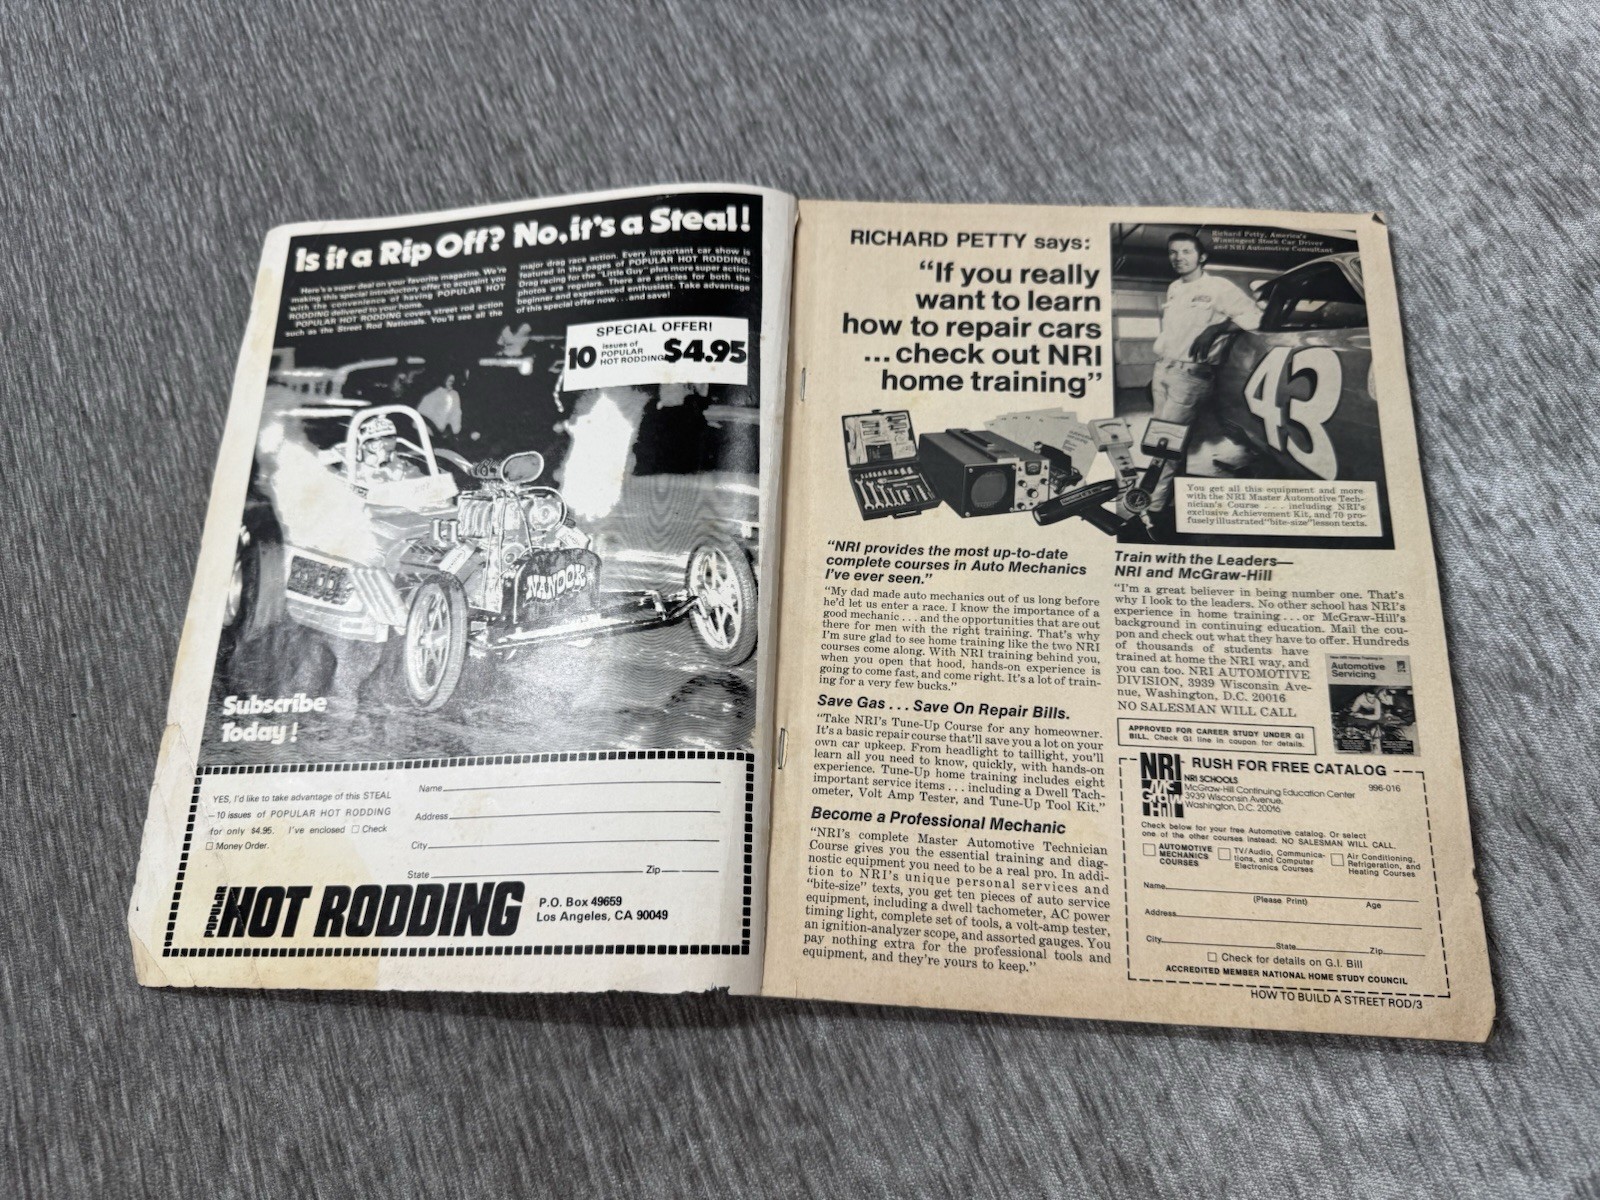 Is it a Rip Off? No, it's a Steal!
Here's a super deal on your favorite magazine. We're
making this special introductory offer to acquaint you
with the convenience of having POPULAR HOT
RODDING delivered to your home.
POPULAR HOT RODDING covers street rod action
such as the Street Rod Nationals. You'll see all the
major drag race action. Every important car show is
featured in the pages of POPULAR HOT RODDING.
Drag racing for the "Little Guy" plus more super action
photos are regulars. There are articles for both the
beginner and experienced enthusiast. Take advantage
of this special offer now... and save!
SPECIAL OFFER!
10 issues of POPULAR HOT RODDING $4.95
NANOOK
Subscribe
Today!
YES, I'd like to take advantage of this STEAL
—10 issues of POPULAR HOT RODDING
for only $4.95. I've enclosed □ Check
□ Money Order.
Name
Address
City
State Zip
POPULAR HOT RODDING
P.O. Box 49659
Los Angeles, CA 90049
RICHARD PETTY says:
"If you really
want to learn
how to repair cars
...check out NRI
home training"
Richard Petty, America's
Winningest Stock Car Driver
and NRI Automotive Consultant
43
You get all this equipment and more
with the NRI Master Automotive Tech-
nician's Course . . . including NRI's
exclusive Achievement Kit, and 70 pro-
fusely illustrated "bite-size" lesson texts.
"NRI provides the most up-to-date
complete courses in Auto Mechanics
I've ever seen."
"My dad made auto mechanics out of us long before
he'd let us enter a race. I know the importance of a
good mechanic . . . and the opportunities that are out
there for men with the right training. That's why
I'm sure glad to see home training like the two NRI
courses come along. With NRI training behind you,
when you open that hood, hands-on experience is
going to come fast, and come right. It's a lot of train-
ing for a very few bucks."
Save Gas ... Save On Repair Bills.
"Take NRI's Tune-Up Course for any homeowner.
It's a basic repair course that'll save you a lot on your
own car upkeep. From headlight to taillight, you'll
learn all you need to know, quickly, with hands-on
experience. Tune-Up home training includes eight
important service items . . . including a Dwell Tach-
ometer, Volt Amp Tester, and Tune-Up Tool Kit."
Become a Professional Mechanic
"NRI's complete Master Automotive Technician
Course gives you the essential training and diag-
nostic equipment you need to be a real pro. In addi-
tion to NRI's unique personal services and
"bite-size" texts, you get ten pieces of auto service
equipment, including a dwell tachometer, AC power
timing light, complete set of tools, a volt-amp tester,
an ignition-analyzer scope, and assorted gauges. You
pay nothing extra for the professional tools and
equipment, and they're yours to keep."
Train with the Leaders—
NRI and McGraw-Hill
"I'm a great believer in being number one. That's
why I look to the leaders. No other school has NRI's
experience in home training . . . or McGraw-Hill's
background in continuing education. Mail the cou-
pon and check out what they have to offer. Hundreds
of thousands of students have
trained at home the NRI way, and
you can too. NRI AUTOMOTIVE
DIVISION, 3939 Wisconsin Ave-
nue, Washington, D.C. 20016
NO SALESMAN WILL CALL
Automotive
Servicing
APPROVED FOR CAREER STUDY UNDER GI
BILL. Check GI line in coupon for details.
RUSH FOR FREE CATALOG
NRI
Mc
Graw
Hill
NRI SCHOOLS 996-016
McGraw-Hill Continuing Education Center
3939 Wisconsin Avenue,
Washington, D.C. 20016
Check below for your free Automotive catalog. Or select
one of the other courses instead. NO SALESMAN WILL CALL.
□ AUTOMOTIVE
MECHANICS
COURSES
□ TV/Audio, Communica-
tions, and Computer
Electronics Courses
□ Air Conditioning,
Refrigeration, and
Heating Courses
Name
(Please Print) Age
Address
City State Zip
□ Check for details on G.I. Bill
ACCREDITED MEMBER NATIONAL HOME STUDY COUNCIL
HOW TO BUILD A STREET ROD/3